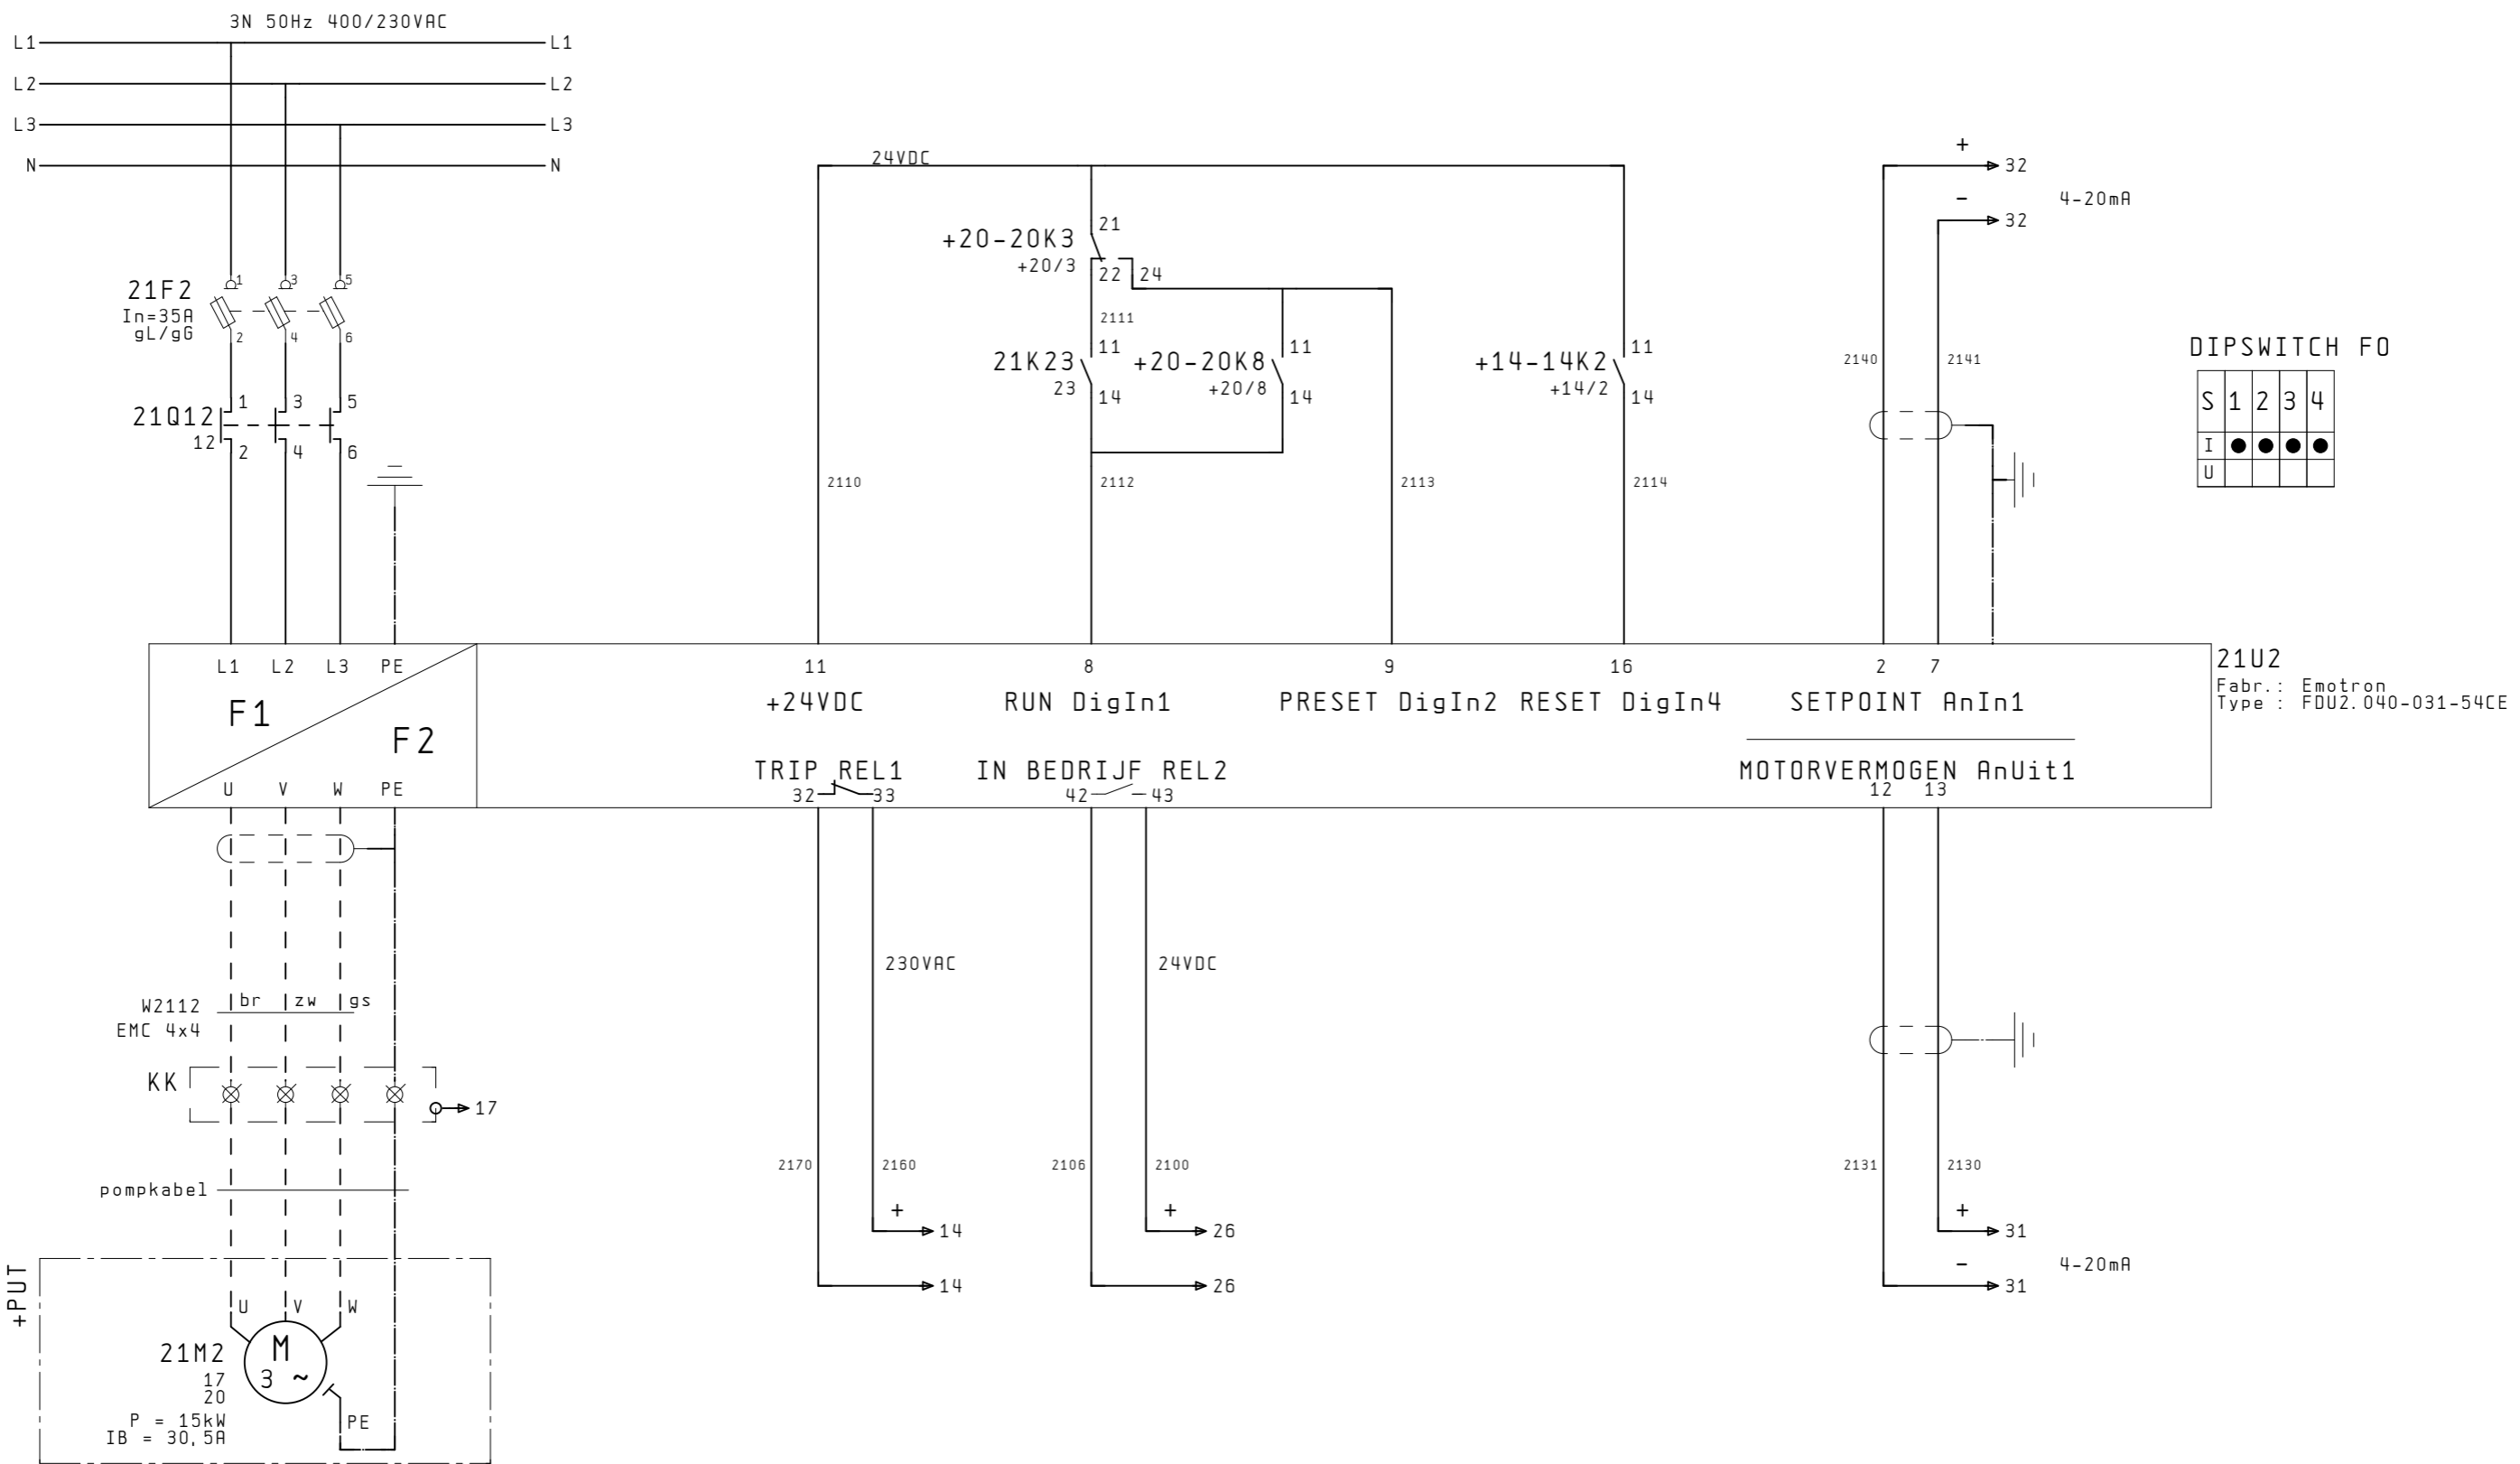 3N 50Hz 400/230VAC
L1 L1
L2 L2
L3 L3
N N
24VDC
+ 32
- 32
4-20mA
+20-20K3
+20/3
21
22 24
21F2
In=35A
gL/gG
1 3 5
2 4 6
2111
21K23
23
11
14
+20-20K8
+20/8
11
14
+14-14K2
+14/2
11
14
2140 2141
DIPSWITCH F0
S 1 2 3 4
I ● ● ● ●
U
21Q12
12
1 3 5
2 4 6
2110 2112 2113 2114
L1 L2 L3 PE
11 8 9 16 2 7
21U2
Fabr.: Emotron
Type : FDU2.040-031-54CE
F1
F2
+24VDC RUN DigIn1 PRESET DigIn2 RESET DigIn4 SETPOINT AnIn1
TRIP REL1 IN BEDRIJF REL2 MOTORVERMOGEN AnUit1
U V W PE
32 33 42 43 12 13
230VAC 24VDC
W2112
EMC 4x4
br zw gs
KK
17
pompkabel
2170 2160 2106 2100 2131 2130
+ 14
14
+ 26
26
+ 31
- 31
4-20mA
+PUT
U V W
21M2
17
20
P = 15kW
IB = 30,5A
M
3 ~
PE